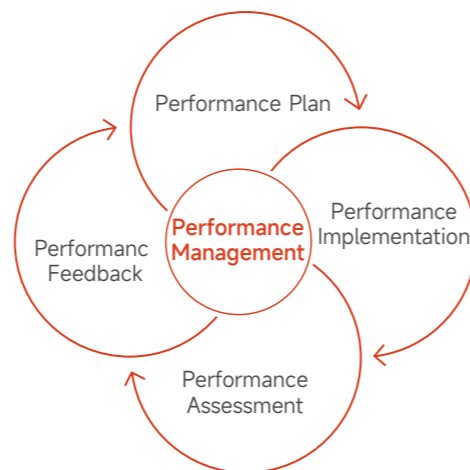 Performance Plan
Performance
Implementation
Performance
Management
Performanc
Feedback
Performance
Assessment